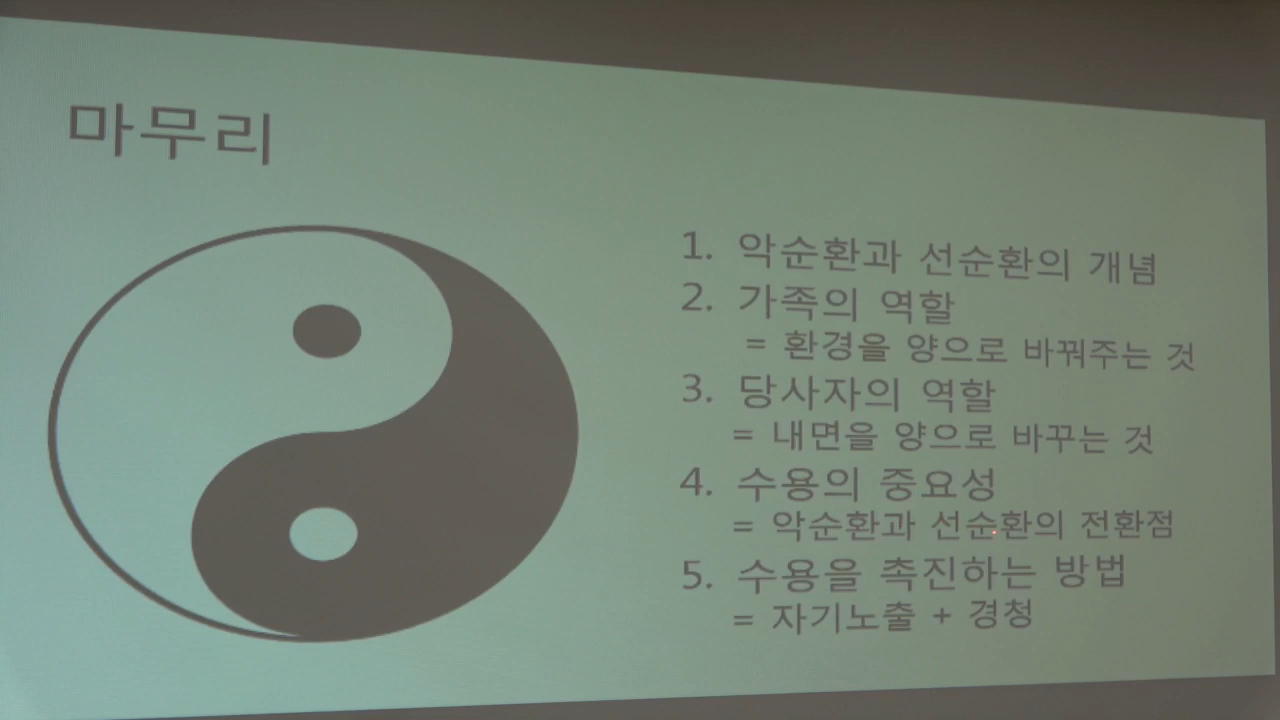 마무리
1. 악순환과 선순환의 개념
2. 가족의 역할
= 환경을 양으로 바꿔주는 것
3. 당사자의 역할
= 내면을 양으로 바꾸는 것
4. 수용의 중요성
= 악순환과 선순환의 전환점
5. 수용을 촉진하는 방법
= 자기노출 + 경청